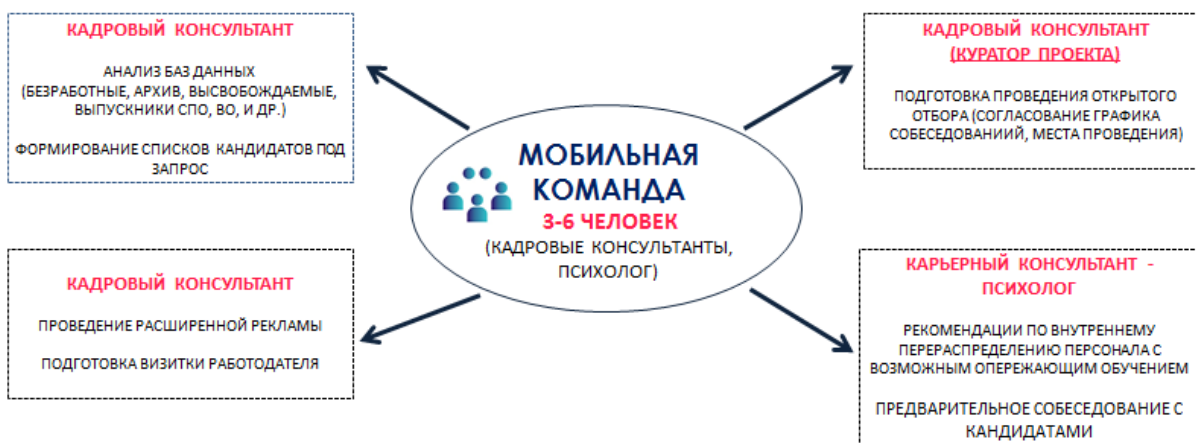 КАДРОВЫЙ КОНСУЛЬТАНТ
АНАЛИЗ БАЗ ДАННЫХ
(БЕЗРАБОТНЫЕ, АРХИВ, ВЫСВОБОЖДАЕМЫЕ,
ВЫПУСКНИКИ СПО, ВО, И ДР.)
ФОРМИРОВАНИЕ СПИСКОВ КАНДИДАТОВ ПОД
ЗАПРОС
КАДРОВЫЙ КОНСУЛЬТАНТ
(КУРАТОР ПРОЕКТА)
ПОДГОТОВКА ПРОВЕДЕНИЯ ОТКРЫТОГО
ОТБОРА (СОГЛАСОВАНИЕ ГРАФИКА
СОБЕСЕДОВАНИИЙ, МЕСТА ПРОВЕДЕНИЯ)
МОБИЛЬНАЯ
КОМАНДА
3-6 ЧЕЛОВЕК
(КАДРОВЫЕ КОНСУЛЬТАНТЫ,
ПСИХОЛОГ)
КАДРОВЫЙ КОНСУЛЬТАНТ
ПРОВЕДЕНИЕ РАСШИРЕННОЙ РЕКЛАМЫ
ПОДГОТОВКА ВИЗИТКИ РАБОТОДАТЕЛЯ
КАРЬЕРНЫЙ КОНСУЛЬТАНТ -
ПСИХОЛОГ
РЕКОМЕНДАЦИИ ПО ВНУТРЕННЕМУ
ПЕРЕРАСПРЕДЕЛЕНИЮ ПЕРСОНАЛА С
ВОЗМОЖНЫМ ОПЕРЕЖАЮЩИМ ОБУЧЕНИЕМ
ПРЕДВАРИТЕЛЬНОЕ СОБЕСЕДОВАНИЕ С
КАНДИДАТАМИ